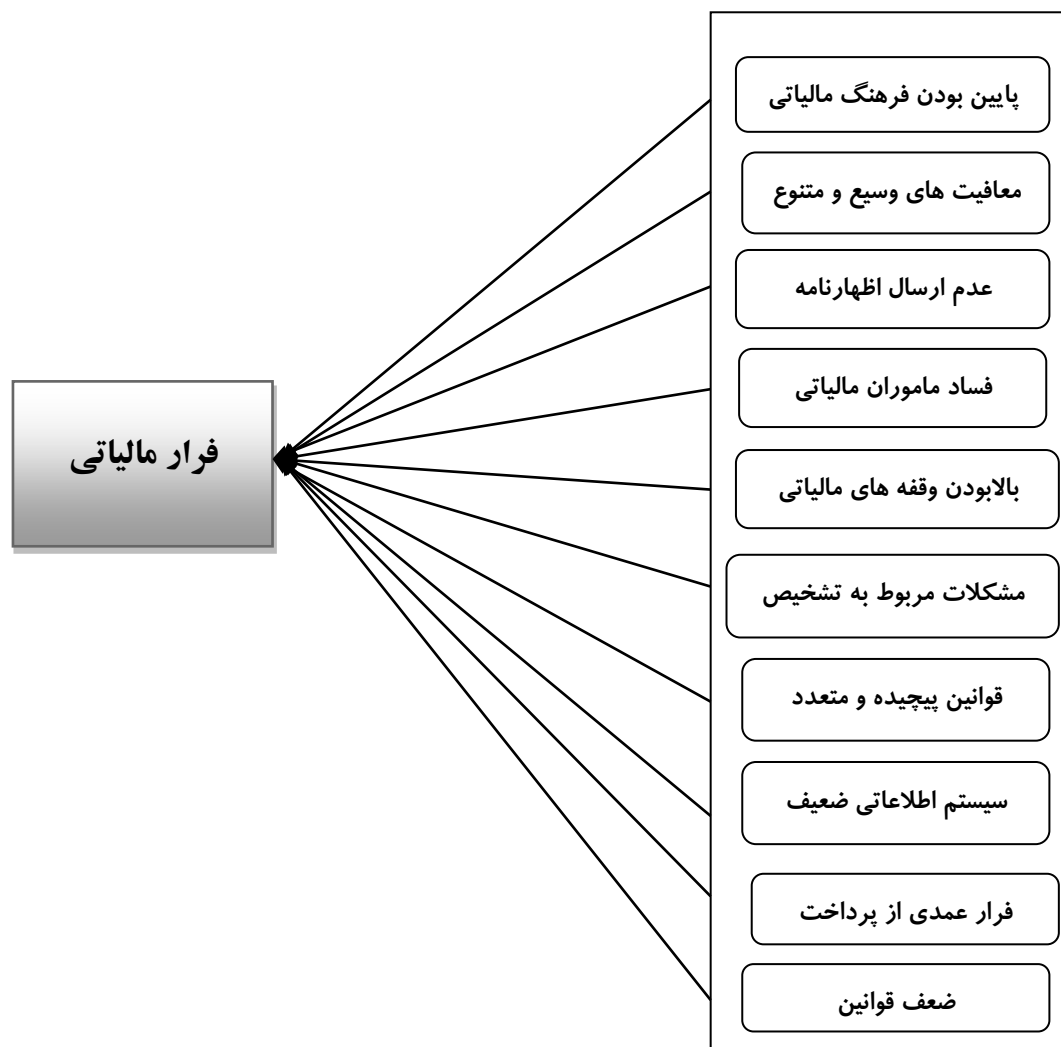 پایین بودن فرهنگ مالیاتی
معافیت های وسیع و متنوع
عدم ارسال اظهارنامه
فساد ماموران مالیاتی
بالابودن وقفه های مالیاتی
مشکلات مربوط به تشخیص
قوانین پیچیده و متعدد
سیستم اطلاعاتی ضعیف
فرار عمدی از پرداخت
ضعف قوانین
فرار مالیاتی